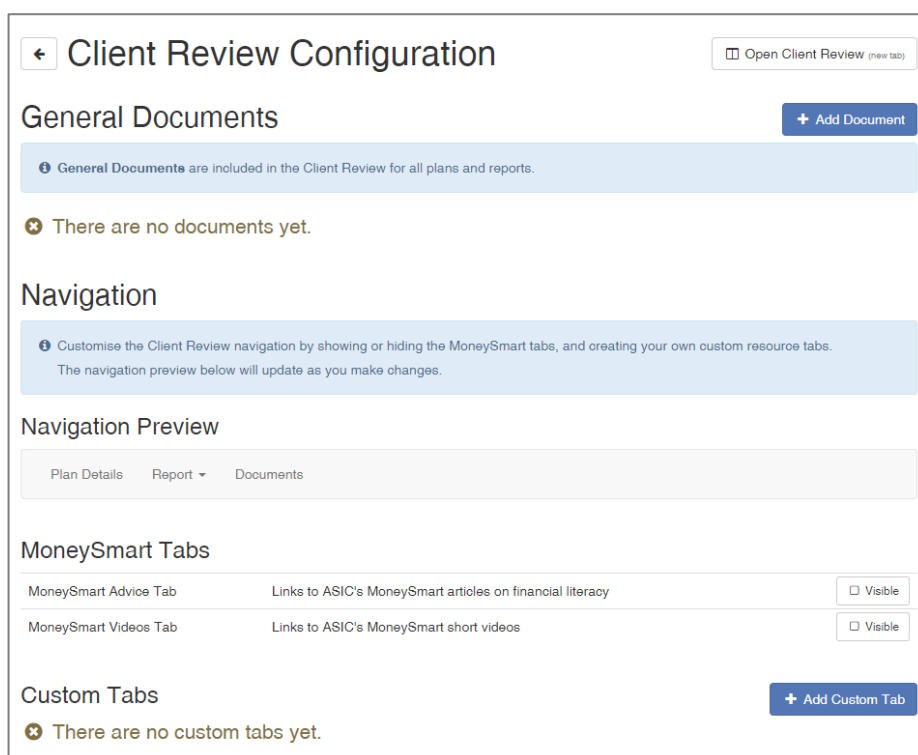 Client Review Configuration
Open Client Review (new tab)
General Documents
+ Add Document
General Documents are included in the Client Review for all plans and reports.
There are no documents yet.
Navigation
Customise the Client Review navigation by showing or hiding the MoneySmart tabs, and creating your own custom resource tabs.
The navigation preview below will update as you make changes.
Navigation Preview
Plan Details Report Documents
MoneySmart Tabs
MoneySmart Advice Tab Links to ASIC's MoneySmart articles on financial literacy Visible
MoneySmart Videos Tab Links to ASIC's MoneySmart short videos Visible
Custom Tabs
+ Add Custom Tab
There are no custom tabs yet.